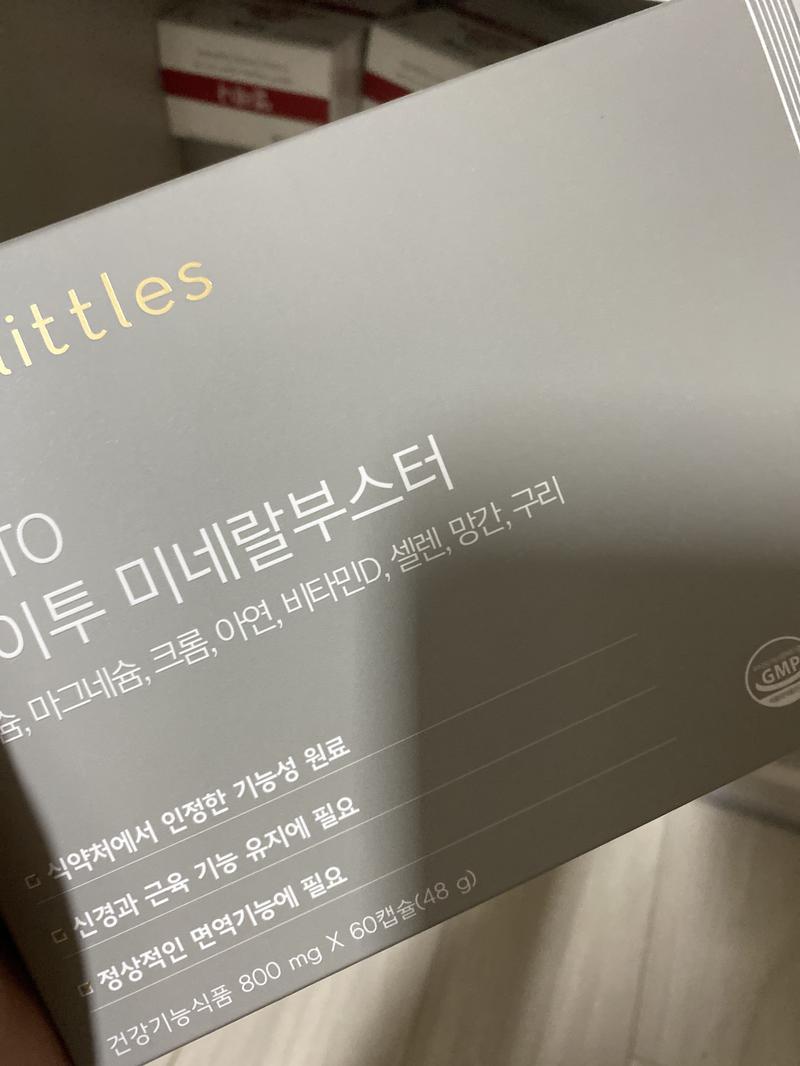 ittles
TO
이투 미네랄부스터
슘, 마그네슘, 크롬, 아연, 비타민D, 셀렌, 망간, 구리
GMP
식약처에서 인정한 기능성 원료
신경과 근육 기능 유지에 필요
정상적인 면역기능에 필요
건강기능식품 800 mg X 60캡슐(48 g)